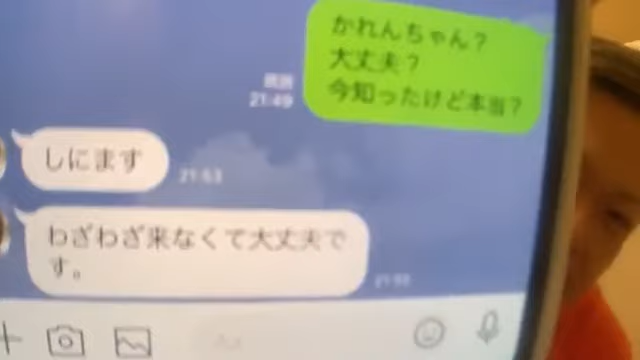 かれんちゃん?
大丈夫?
今知ったけど本当?
既読
21:49
しにます
21:53
わざわざ来なくて大丈夫で
す。